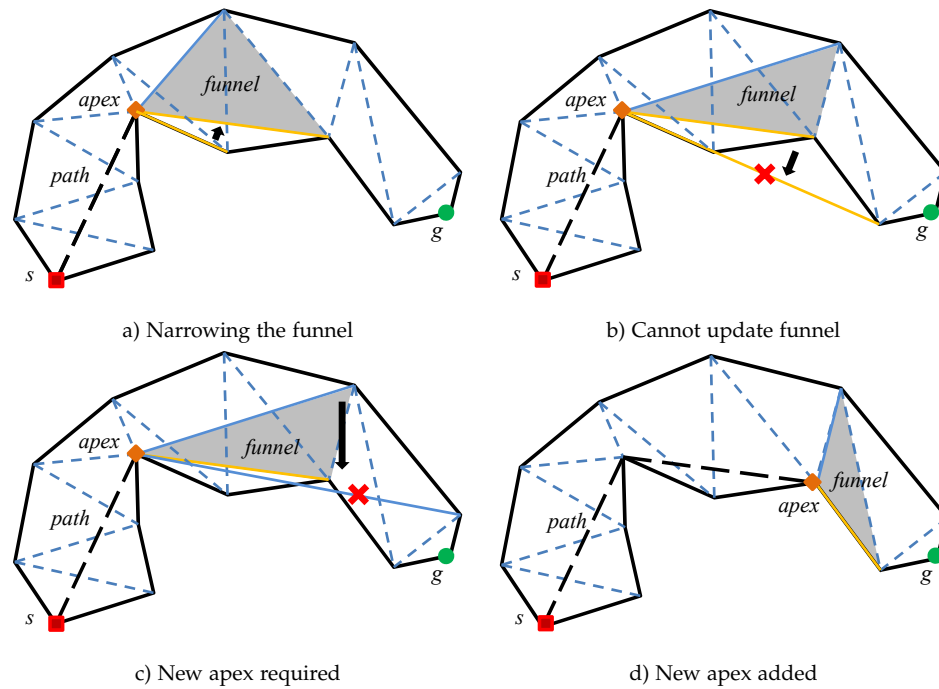 apex
funnel
path
s
g
a) Narrowing the funnel
apex
funnel
path
s
g
b) Cannot update funnel
apex
funnel
path
s
g
c) New apex required
funnel
apex
path
s
g
d) New apex added